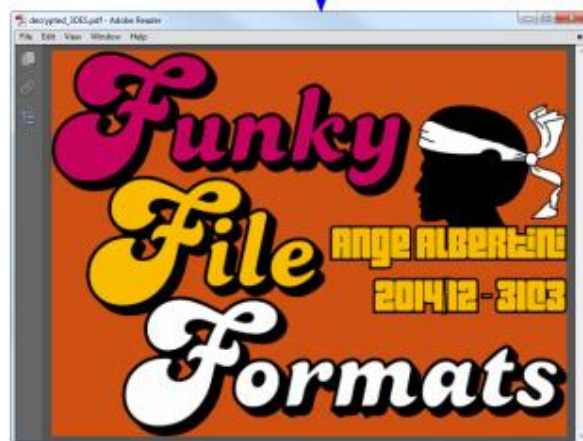 decrypted_3DES.pdf - Adobe Reader
File Edit View Window Help
Funky
File
Ange Albertini
2014|12 - 31C3
Formats